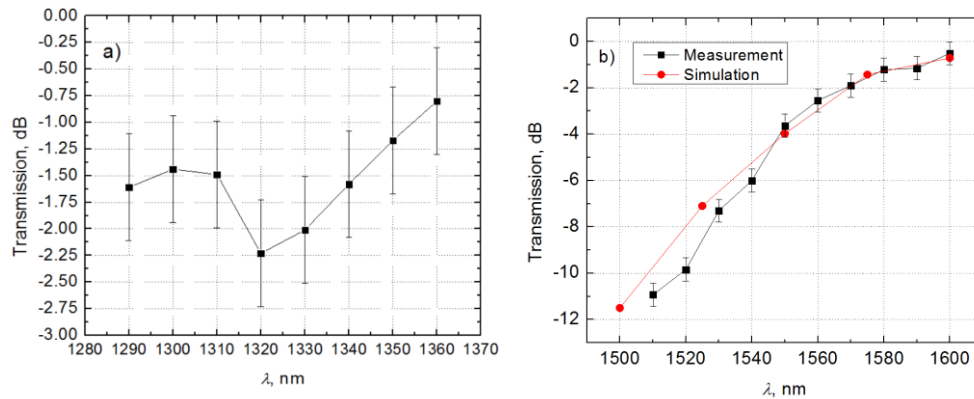 a)
Transmission, dB
0.00
-0.25
-0.50
-0.75
-1.00
-1.25
-1.50
-1.75
-2.00
-2.25
-2.50
-2.75
-3.00
1280 1290 1300 1310 1320 1330 1340 1350 1360 1370
λ, nm
b)
Measurement
Simulation
Transmission, dB
0
-2
-4
-6
-8
-10
-12
1500 1520 1540 1560 1580 1600
λ, nm